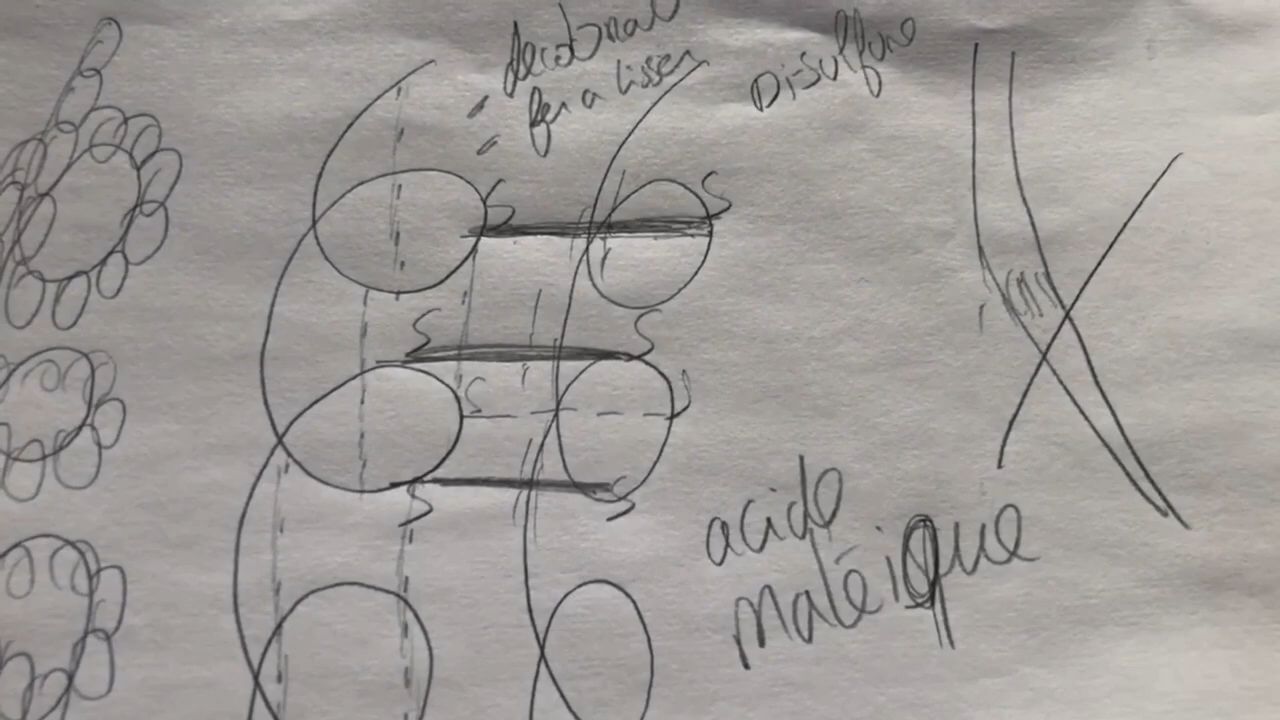 fer a lisser
Disulfure
S S
S S
S
S S
acide
maléique